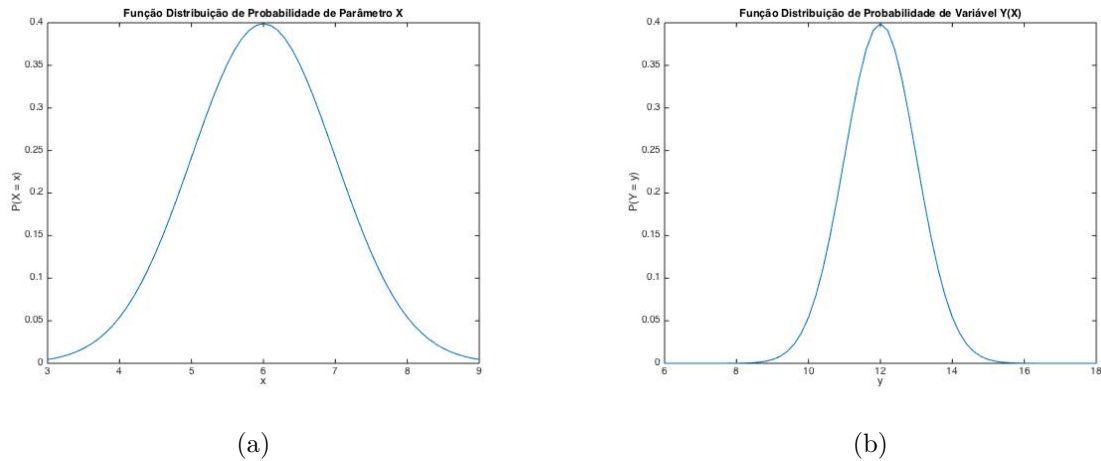 Função Distribuição de Probabilidade de Parâmetro X
0.4
0.35
0.3
0.25
0.2
0.15
0.1
0.05
0
P(X = x)
3 4 5 6 7 8 9
x
(a)
Função Distribuição de Probabilidade de Variável Y(X)
0.4
0.35
0.3
0.25
0.2
0.15
0.1
0.05
0
P(Y = y)
6 8 10 12 14 16 18
y
(b)